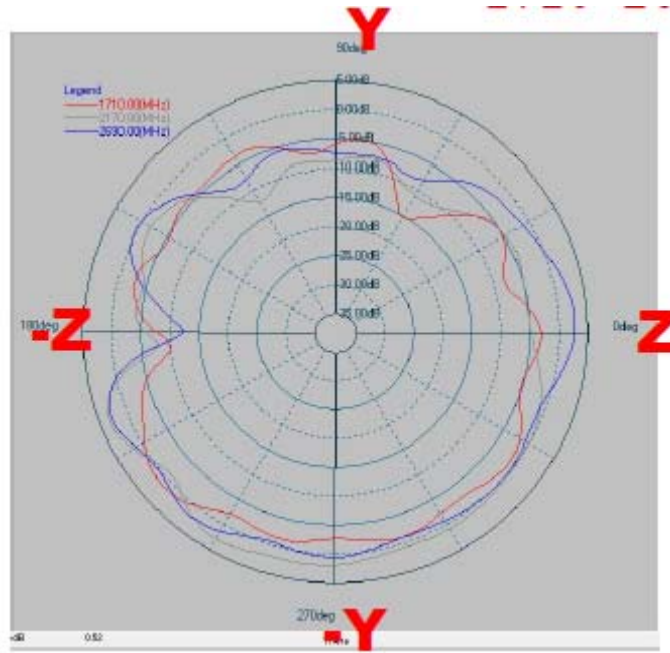 Y
90deg
Legend
1710.00(MHz)
2170.00(MHz)
2690.00(MHz)
5.00dB
0.00dB
5.00dB
10.00dB
15.00dB
20.00dB
25.00dB
30.00dB
35.00dB
180deg
-Z
0deg
Z
270deg
-Y
dB
0.52